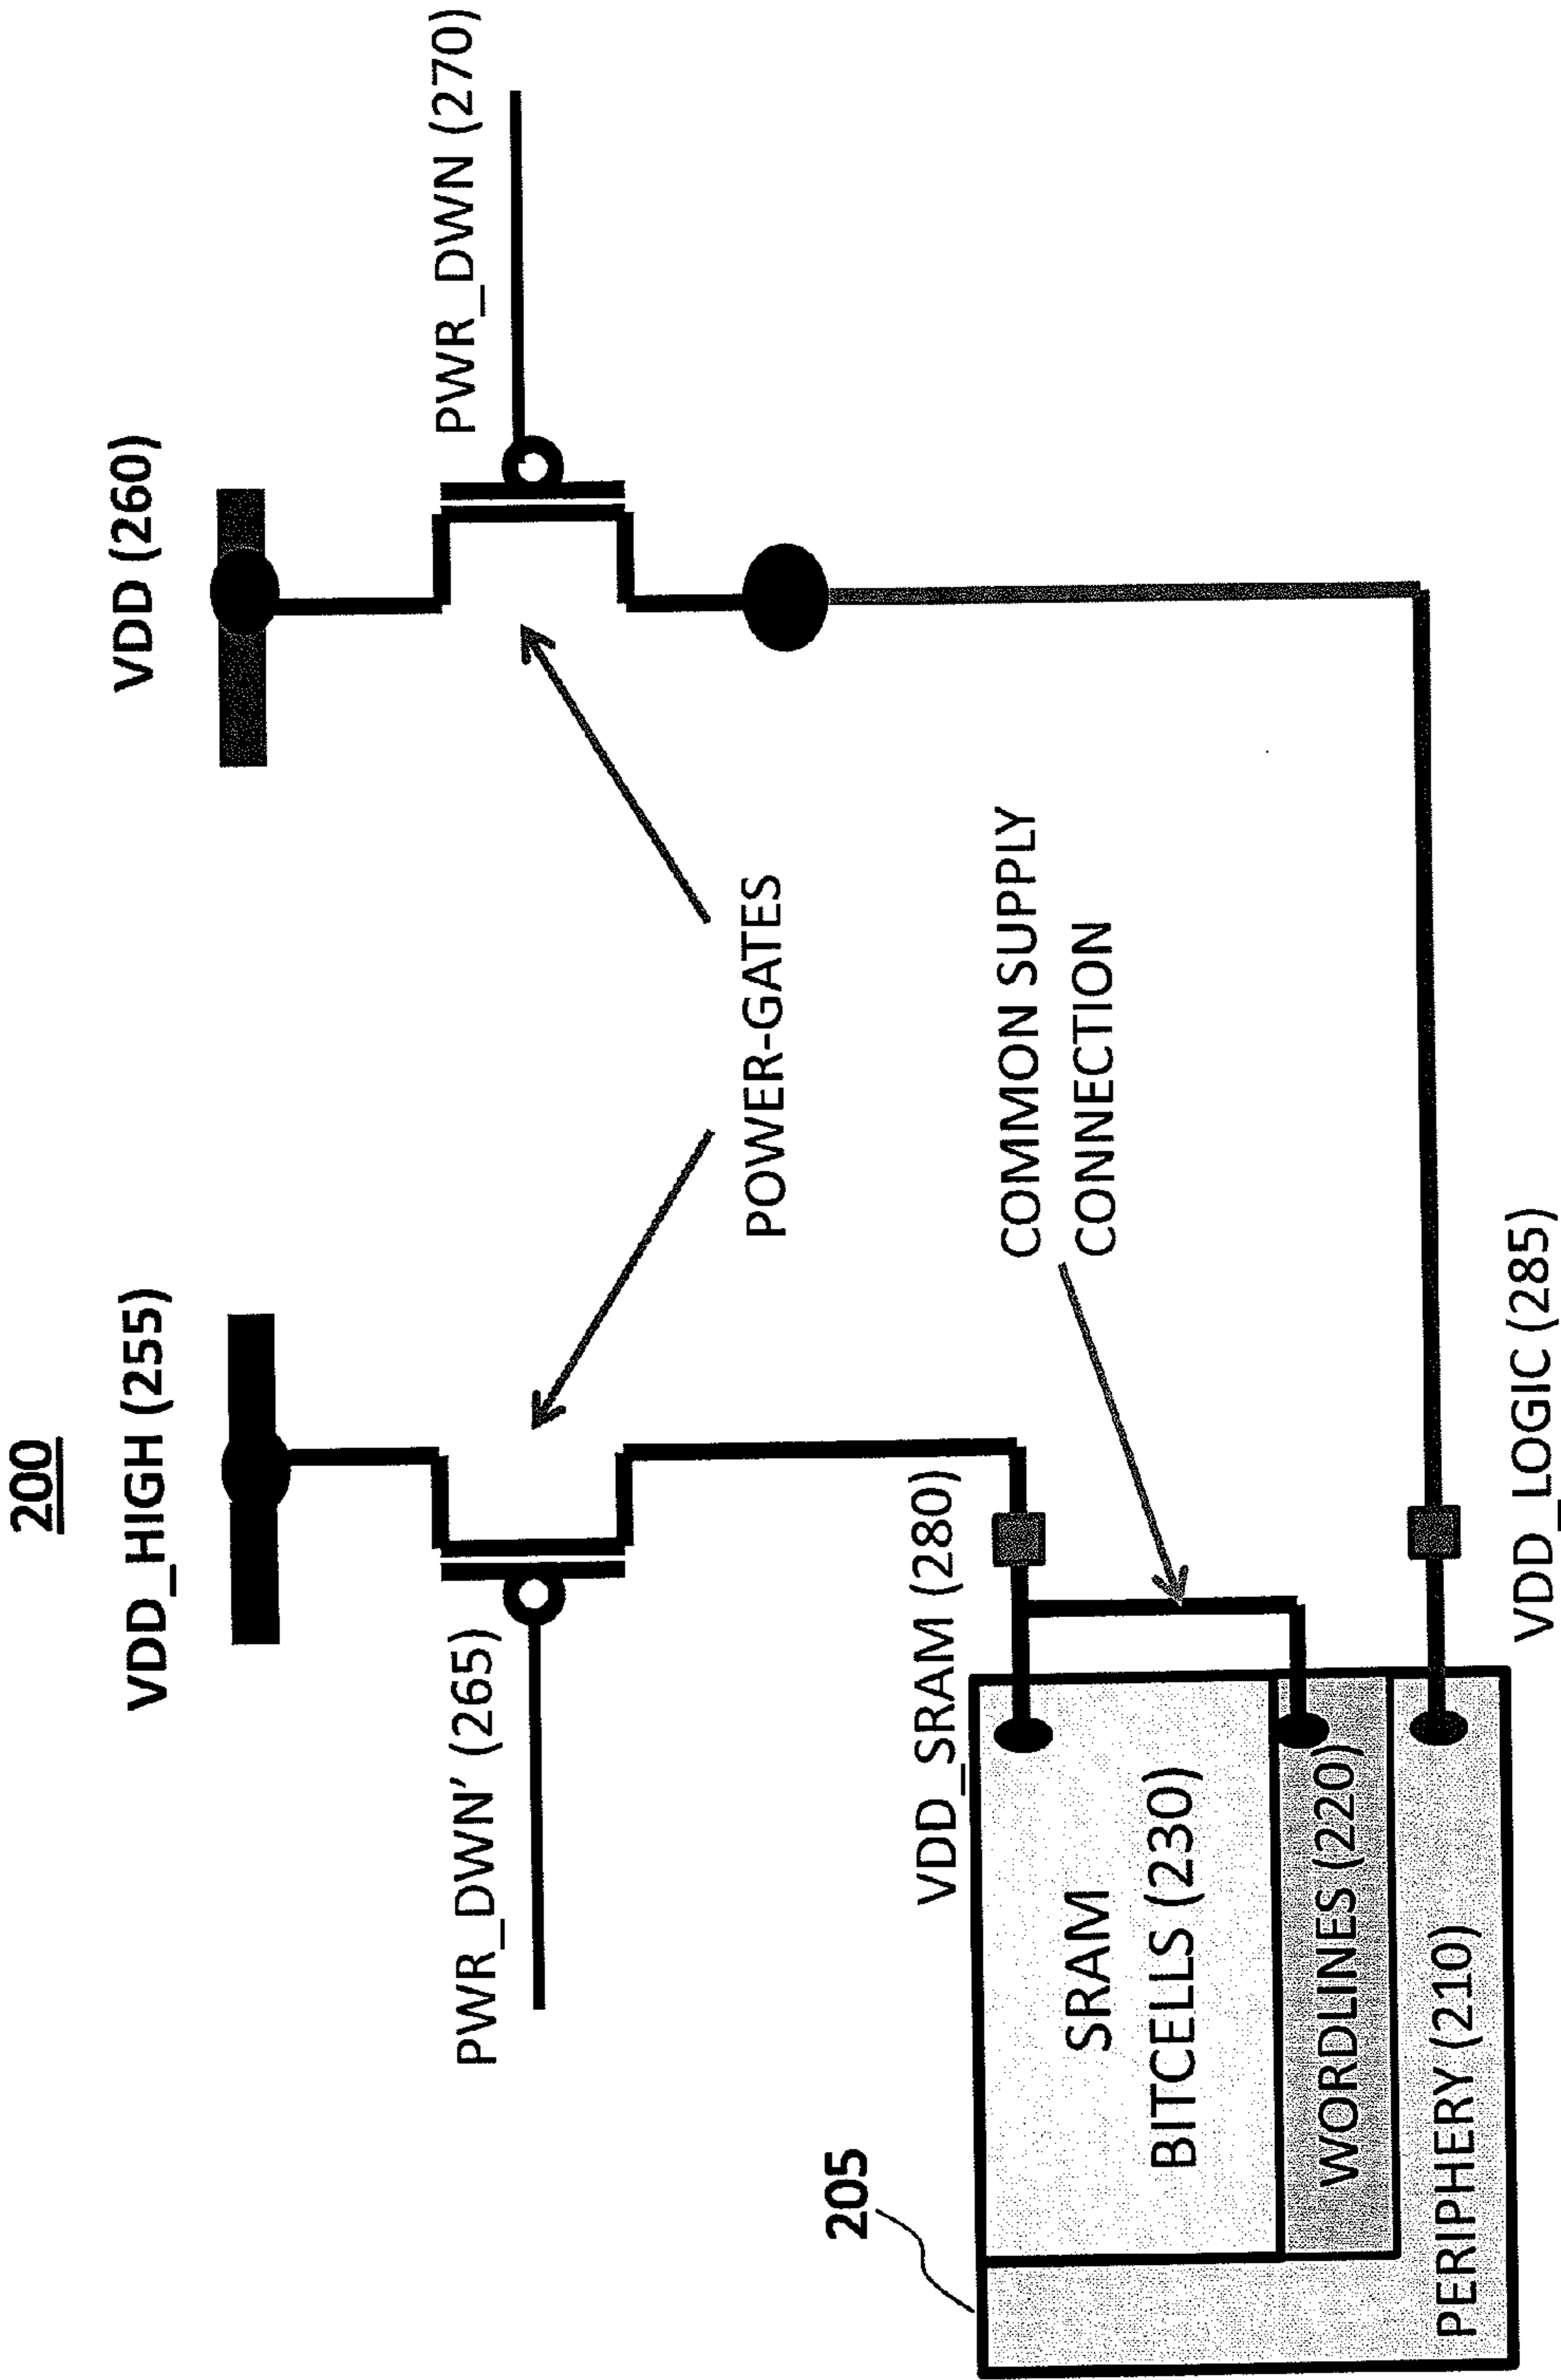 200
VDD_HIGH (255)
VDD (260)
PWR_DWN' (265)
PWR_DWN (270)
POWER-GATES
COMMON SUPPLY
CONNECTION
VDD_SRAM (280)
205
SRAM
BITCELLS (230)
WORDLINES (220)
PERIPHERY (210)
VDD_LOGIC (285)